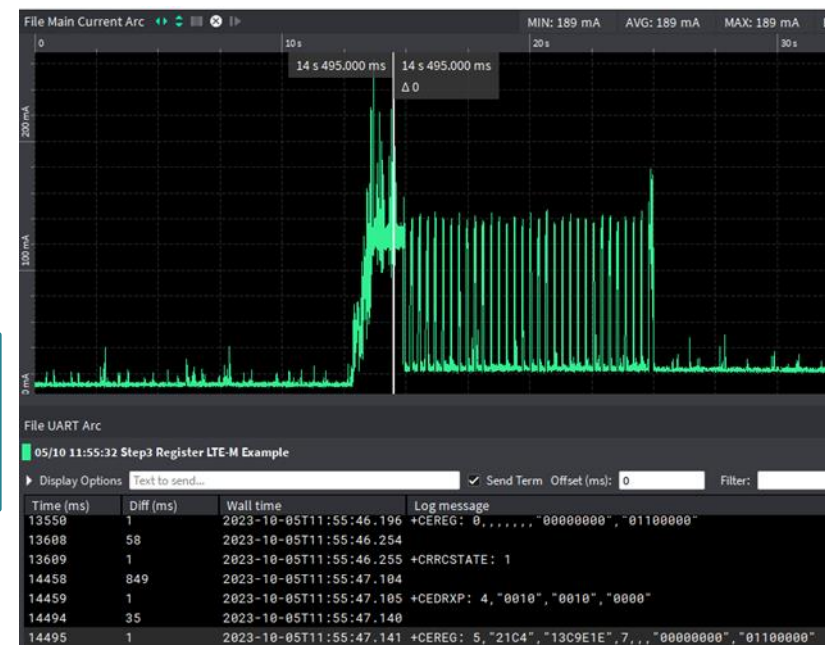 File Main Current Arc MIN: 189 mA AVG: 189 mA MAX: 189 mA
0 10 s 20 s 30 s
14 s 495.000 ms 14 s 495.000 ms
Δ 0
200 mA
100 mA
0 mA
File UART Arc
05/10 11:55:32 Step3 Register LTE-M Example
Display Options Text to send... Send Term Offset (ms): 0 Filter:
Time (ms) Diff (ms) Wall time Log message
13550 1 2023-10-05T11:55:46.196 +CEREG: 0,,,,,,,"00000000","01100000"
13608 58 2023-10-05T11:55:46.254
13609 1 2023-10-05T11:55:46.255 +CRRCSTATE: 1
14458 849 2023-10-05T11:55:47.104
14459 1 2023-10-05T11:55:47.105 +CEDRXP: 4,"0010","0010","0000"
14494 35 2023-10-05T11:55:47.140
14495 1 2023-10-05T11:55:47.141 +CEREG: 5,"21C4","13C9E1E",7,,,"00000000","01100000"